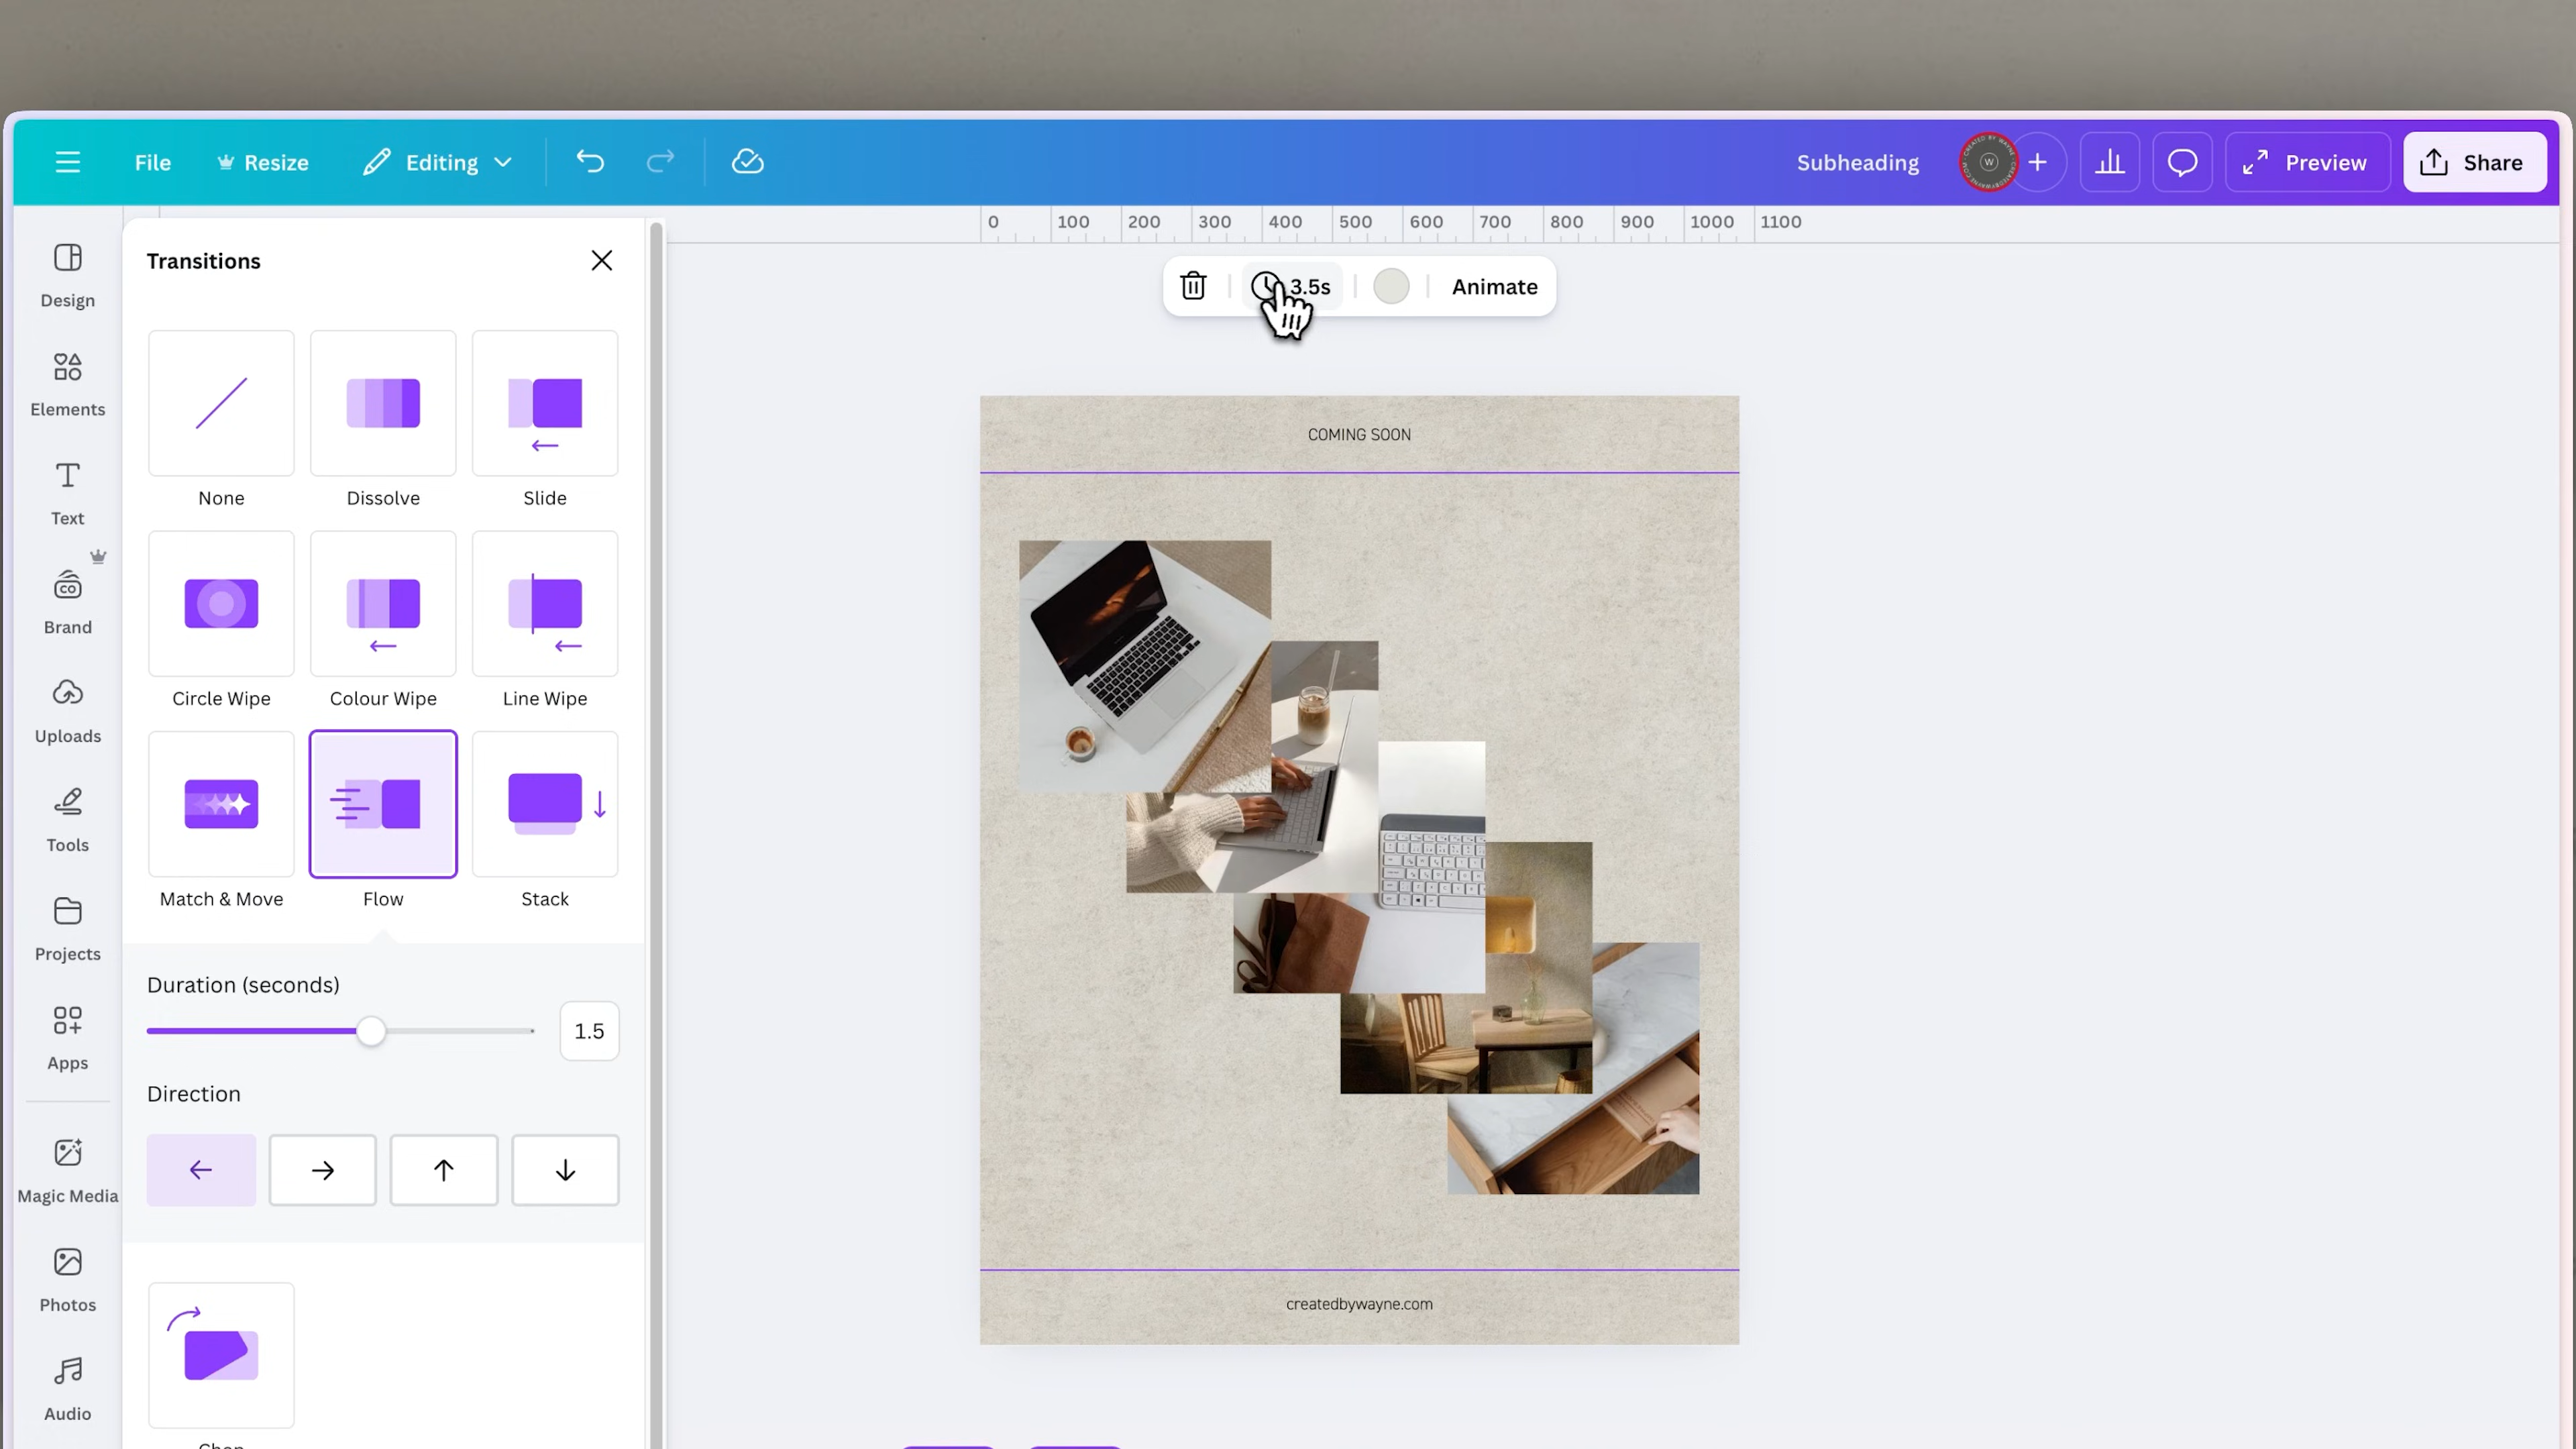 File
Resize
Editing
Subheading
Preview
Share
0 100 200 300 400 500 600 700 800 900 1000 1100
Design
Elements
Text
Brand
Uploads
Tools
Projects
Apps
Magic Media
Photos
Audio
Transitions
None Dissolve Slide
Circle Wipe Colour Wipe Line Wipe
Match & Move Flow Stack
Duration (seconds)
1.5
Direction
3.5s
Animate
COMING SOON
createdbywayne.com
CO
W